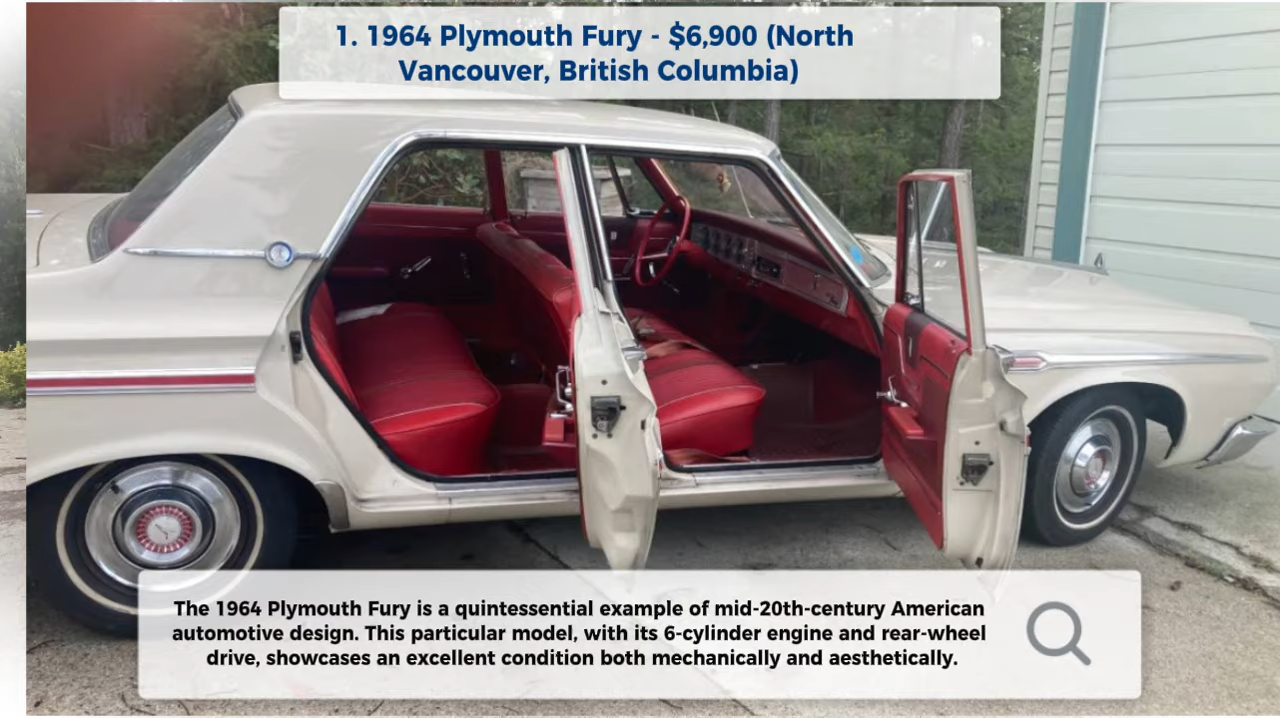 1. 1964 Plymouth Fury - $6,900 (North
Vancouver, British Columbia)
The 1964 Plymouth Fury is a quintessential example of mid-20th-century American
automotive design. This particular model, with its 6-cylinder engine and rear-wheel
drive, showcases an excellent condition both mechanically and aesthetically.